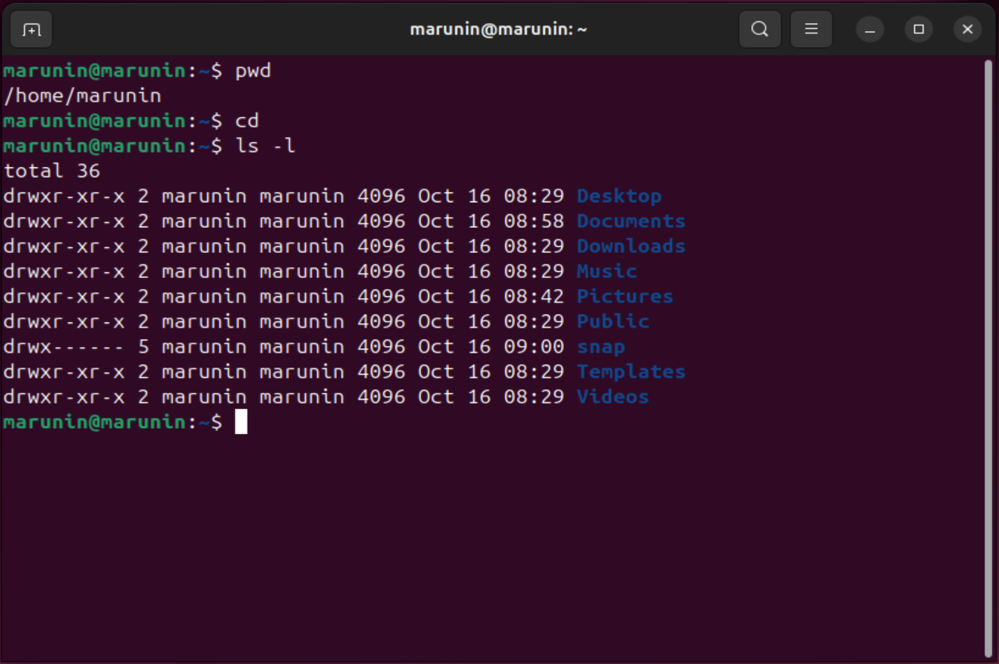 marunin@marunin: ~
marunin@marunin:~$ pwd
/home/marunin
marunin@marunin:~$ cd
marunin@marunin:~$ ls -l
total 36
drwxr-xr-x 2 marunin marunin 4096 Oct 16 08:29 Desktop
drwxr-xr-x 2 marunin marunin 4096 Oct 16 08:58 Documents
drwxr-xr-x 2 marunin marunin 4096 Oct 16 08:29 Downloads
drwxr-xr-x 2 marunin marunin 4096 Oct 16 08:29 Music
drwxr-xr-x 2 marunin marunin 4096 Oct 16 08:42 Pictures
drwxr-xr-x 2 marunin marunin 4096 Oct 16 08:29 Public
drwx------ 5 marunin marunin 4096 Oct 16 09:00 snap
drwxr-xr-x 2 marunin marunin 4096 Oct 16 08:29 Templates
drwxr-xr-x 2 marunin marunin 4096 Oct 16 08:29 Videos
marunin@marunin:~$